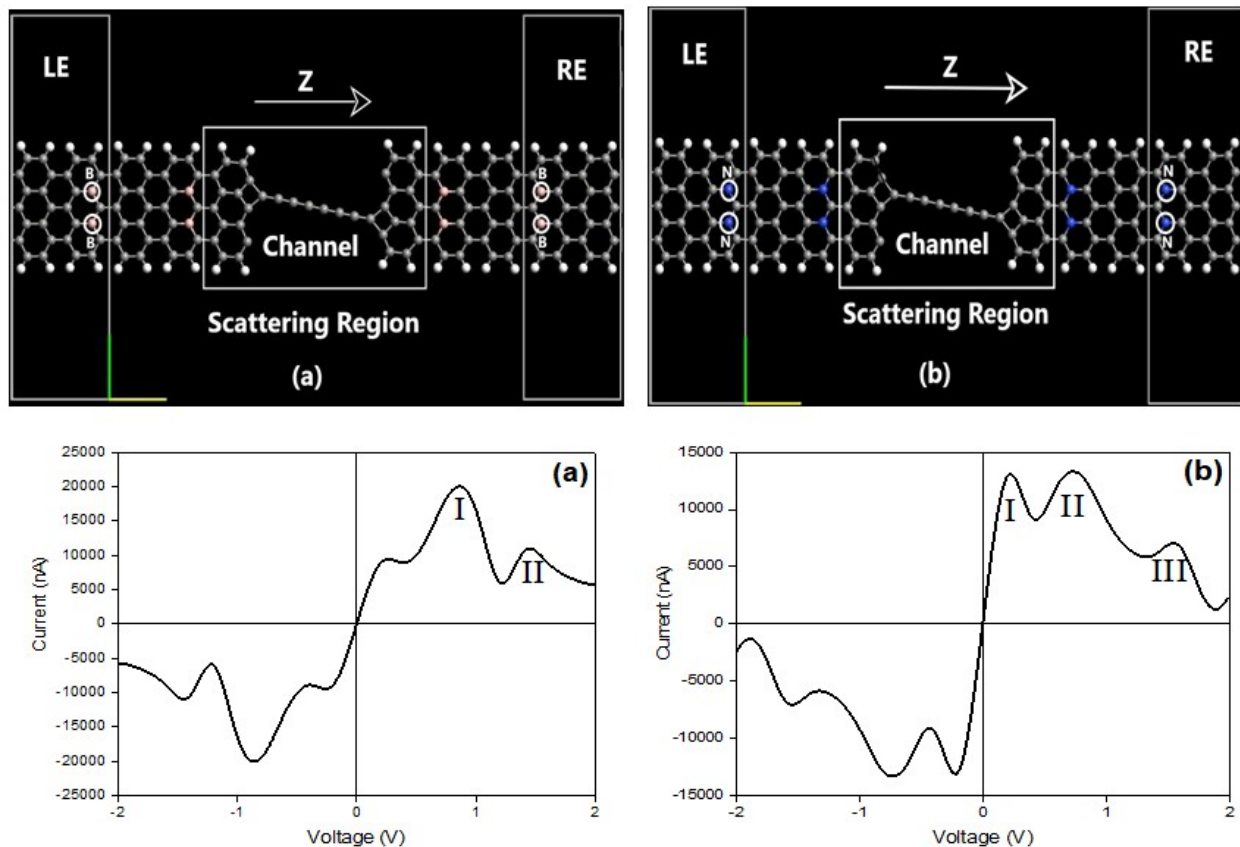 LE
Z
RE
B
B
B
B
Channel
Scattering Region
(a)
LE
Z
RE
N
N
N
N
Channel
Scattering Region
(b)
(a)
I
II
Current (nA)
25000
20000
15000
10000
5000
0
-5000
-10000
-15000
-20000
-25000
-2
-1
0
1
2
Voltage (V)
(b)
I
II
III
Current (nA)
15000
10000
5000
0
-5000
-10000
-15000
-2
-1
0
1
2
Voltage (V)